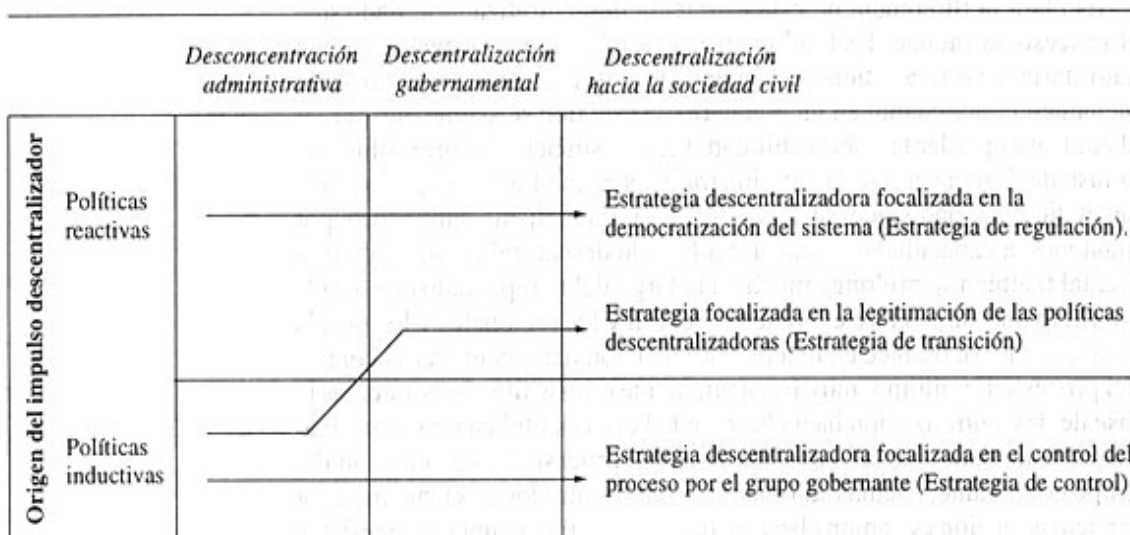 Desconcentración
administrativa
Descentralización
gubernamental
Descentralización
hacia la sociedad civil
Origen del impulso descentralizador
Políticas
reactivas
Estrategia descentralizadora focalizada en la
democratización del sistema (Estrategia de regulación).
Estrategia focalizada en la legitimación de las políticas
descentralizadoras (Estrategia de transición)
Políticas
inductivas
Estrategia descentralizadora focalizada en el control del
proceso por el grupo gobernante (Estrategia de control)